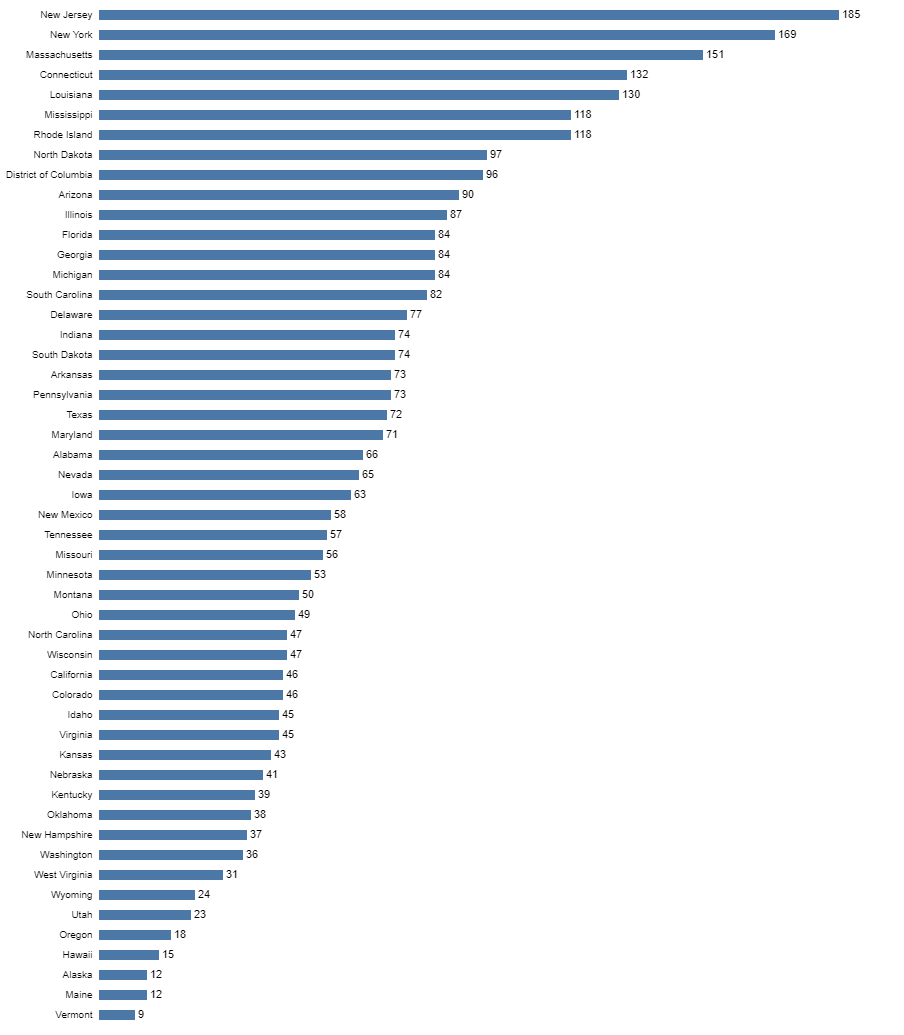 New Jersey 185
New York 169
Massachusetts 151
Connecticut 132
Louisiana 130
Mississippi 118
Rhode Island 118
North Dakota 97
District of Columbia 96
Arizona 90
Illinois 87
Florida 84
Georgia 84
Michigan 84
South Carolina 82
Delaware 77
Indiana 74
South Dakota 74
Arkansas 73
Pennsylvania 73
Texas 72
Maryland 71
Alabama 66
Nevada 65
Iowa 63
New Mexico 58
Tennessee 57
Missouri 56
Minnesota 53
Montana 50
Ohio 49
North Carolina 47
Wisconsin 47
California 46
Colorado 46
Idaho 45
Virginia 45
Kansas 43
Nebraska 41
Kentucky 39
Oklahoma 38
New Hampshire 37
Washington 36
West Virginia 31
Wyoming 24
Utah 23
Oregon 18
Hawaii 15
Alaska 12
Maine 12
Vermont 9